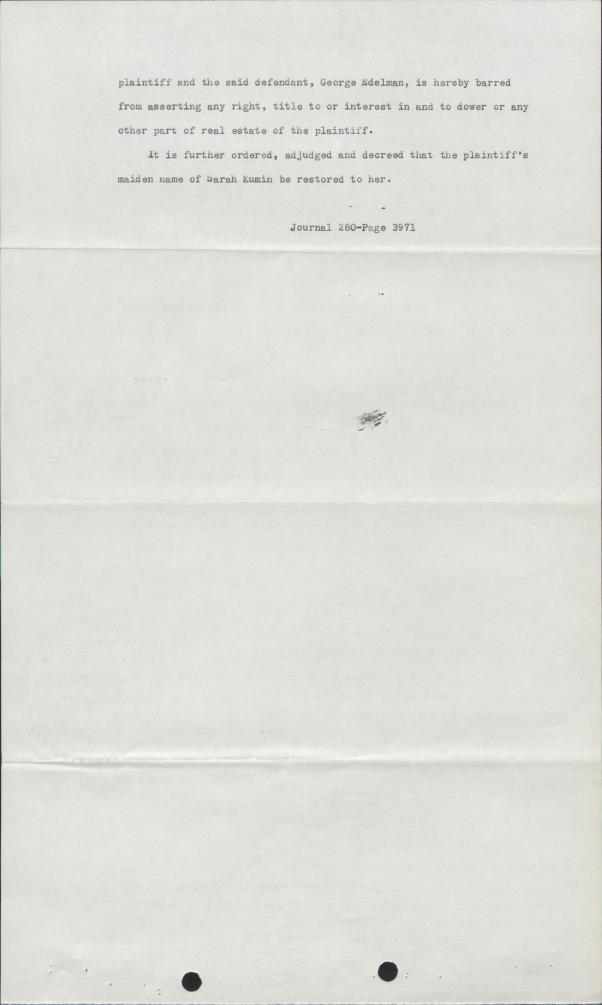 plaintiff and the said defendant, George Edelman, is hereby barred
from asserting any right, title to or interest in and to dower or any
other part of real estate of the plaintiff.
It is further ordered, adjudged and decreed that the plaintiff's
maiden name of Sarah Kumin be restored to her.
Journal 280-Page 3971